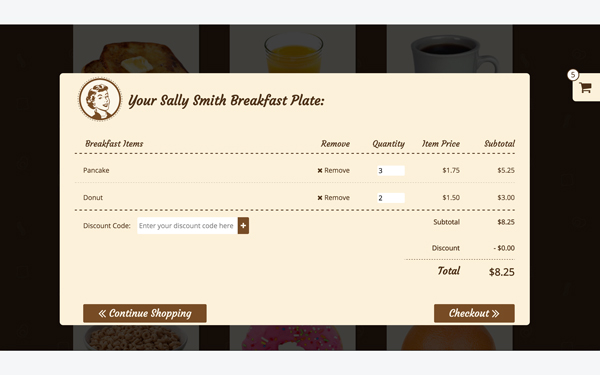 5
Your Sally Smith Breakfast Plate:
Breakfast Items Remove Quantity Item Price Subtotal
Pancake ✖ Remove 3 $1.75 $5.25
Donut ✖ Remove 2 $1.50 $3.00
Discount Code: Enter your discount code here + Subtotal $8.25
Discount - $0.00
Total $8.25
« Continue Shopping Checkout »